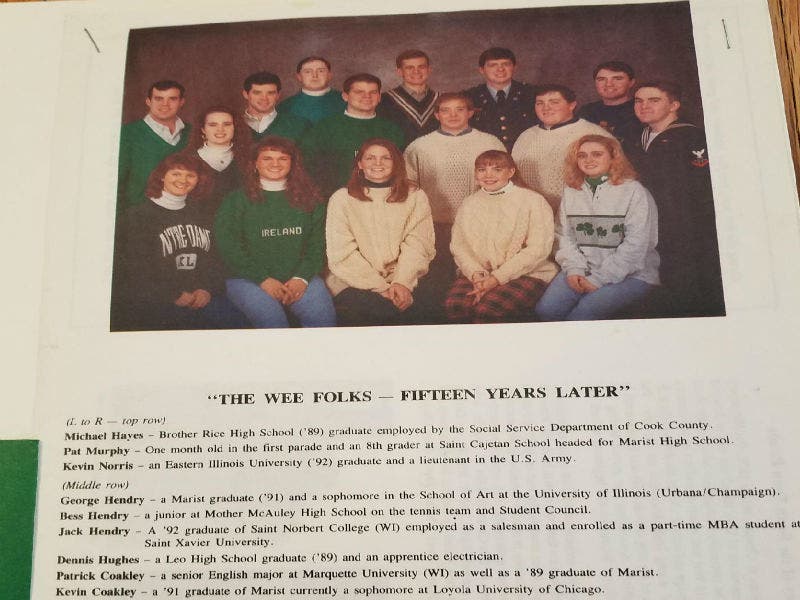 NOTRE DAME
KL
IRELAND
"THE WEE FOLKS — FIFTEEN YEARS LATER"
(L to R — top row)
Michael Hayes – Brother Rice High School ('89) graduate employed by the Social Service Department of Cook County.
Pat Murphy – One month old in the first parade and an 8th grader at Saint Cajetan School headed for Marist High School.
Kevin Norris – an Eastern Illinois University ('92) graduate and a lieutenant in the U.S. Army.
(Middle row)
George Hendry – a Marist graduate ('91) and a sophomore in the School of Art at the University of Illinois (Urbana/Champaign).
Bess Hendry – a junior at Mother McAuley High School on the tennis team and Student Council.
Jack Hendry – A '92 graduate of Saint Norbert College (WI) employed as a salesman and enrolled as a part-time MBA student at
Saint Xavier University.
Dennis Hughes – a Leo High School graduate ('89) and an apprentice electrician.
Patrick Coakley – a senior English major at Marquette University (WI) as well as a '89 graduate of Marist.
Kevin Coakley – a '91 graduate of Marist currently a sophomore at Loyola University of Chicago.